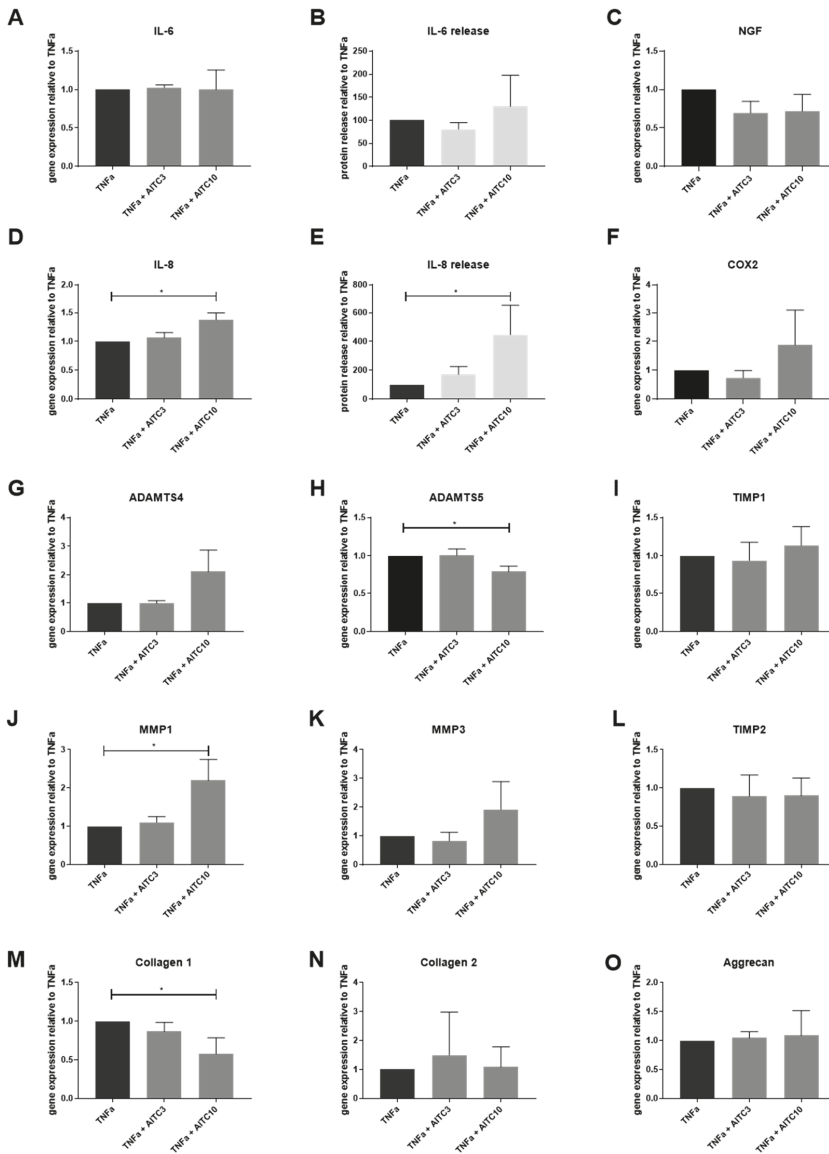 A
IL-6
gene expression relative to TNFa
1.5
1.0
0.5
0.0
TNFa
TNFa + AITC3
TNFa + AITC10
B
IL-6 release
protein release relative to TNFa
250
200
150
100
50
0
TNFa
TNFa + AITC3
TNFa + AITC10
C
NGF
gene expression relative to TNFa
1.5
1.0
0.5
0.0
TNFa
TNFa + AITC3
TNFa + AITC10
D
IL-8
gene expression relative to TNFa
2.0
1.5
1.0
0.5
0.0
*
TNFa
TNFa + AITC3
TNFa + AITC10
E
IL-8 release
protein release relative to TNFa
800
600
400
200
0
*
TNFa
TNFa + AITC3
TNFa + AITC10
F
COX2
gene expression relative to TNFa
4
3
2
1
0
TNFa
TNFa + AITC3
TNFa + AITC10
G
ADAMTS4
gene expression relative to TNFa
4
3
2
1
0
TNFa
TNFa + AITC3
TNFa + AITC10
H
ADAMTS5
gene expression relative to TNFa
1.5
1.0
0.5
0.0
*
TNFa
TNFa + AITC3
TNFa + AITC10
I
TIMP1
gene expression relative to TNFa
1.5
1.0
0.5
0.0
TNFa
TNFa + AITC3
TNFa + AITC10
J
MMP1
gene expression relative to TNFa
3
2
1
0
*
TNFa
TNFa + AITC3
TNFa + AITC10
K
MMP3
gene expression relative to TNFa
4
3
2
1
0
TNFa
TNFa + AITC3
TNFa + AITC10
L
TIMP2
gene expression relative to TNFa
1.5
1.0
0.5
0.0
TNFa
TNFa + AITC3
TNFa + AITC10
M
Collagen 1
gene expression relative to TNFa
1.5
1.0
0.5
0.0
*
TNFa
TNFa + AITC3
TNFa + AITC10
N
Collagen 2
gene expression relative to TNFa
4
3
2
1
0
TNFa
TNFa + AITC3
TNFa + AITC10
O
Aggrecan
gene expression relative to TNFa
2.0
1.5
1.0
0.5
0.0
TNFa
TNFa + AITC3
TNFa + AITC10